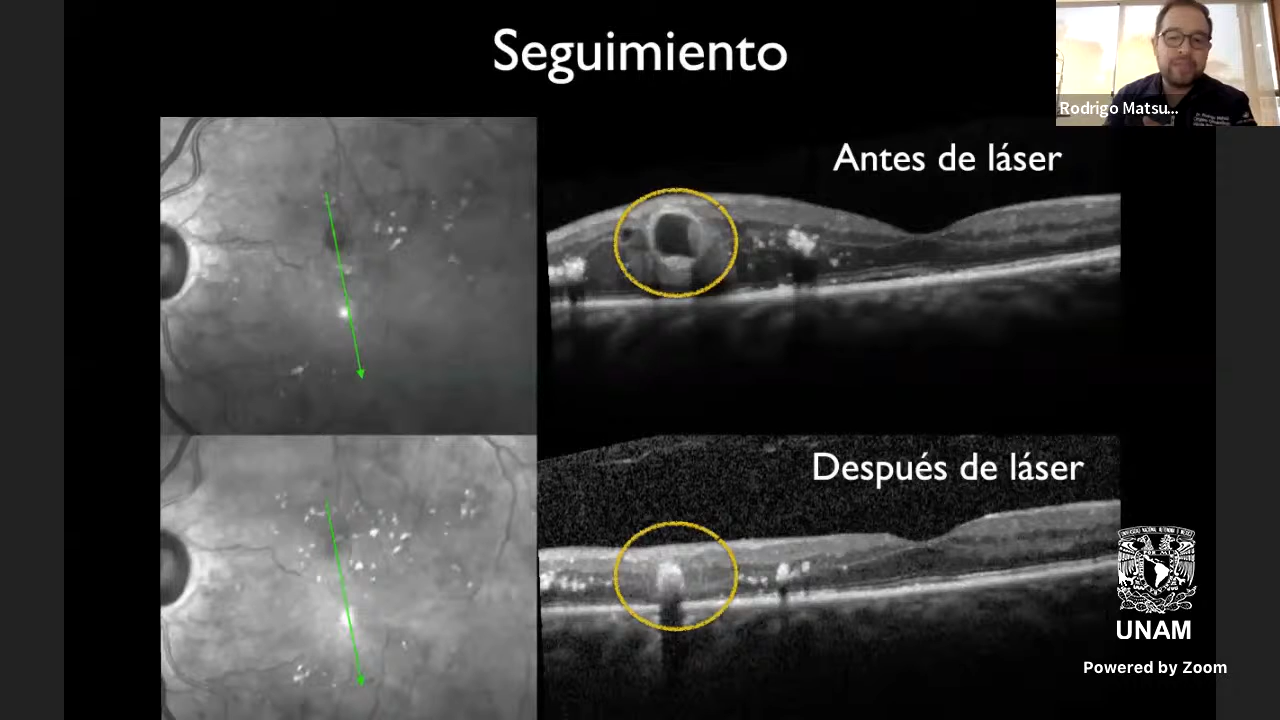 Seguimiento
Rodrigo Matsu...
Antes de láser
Después de láser
UNAM
Powered by Zoom